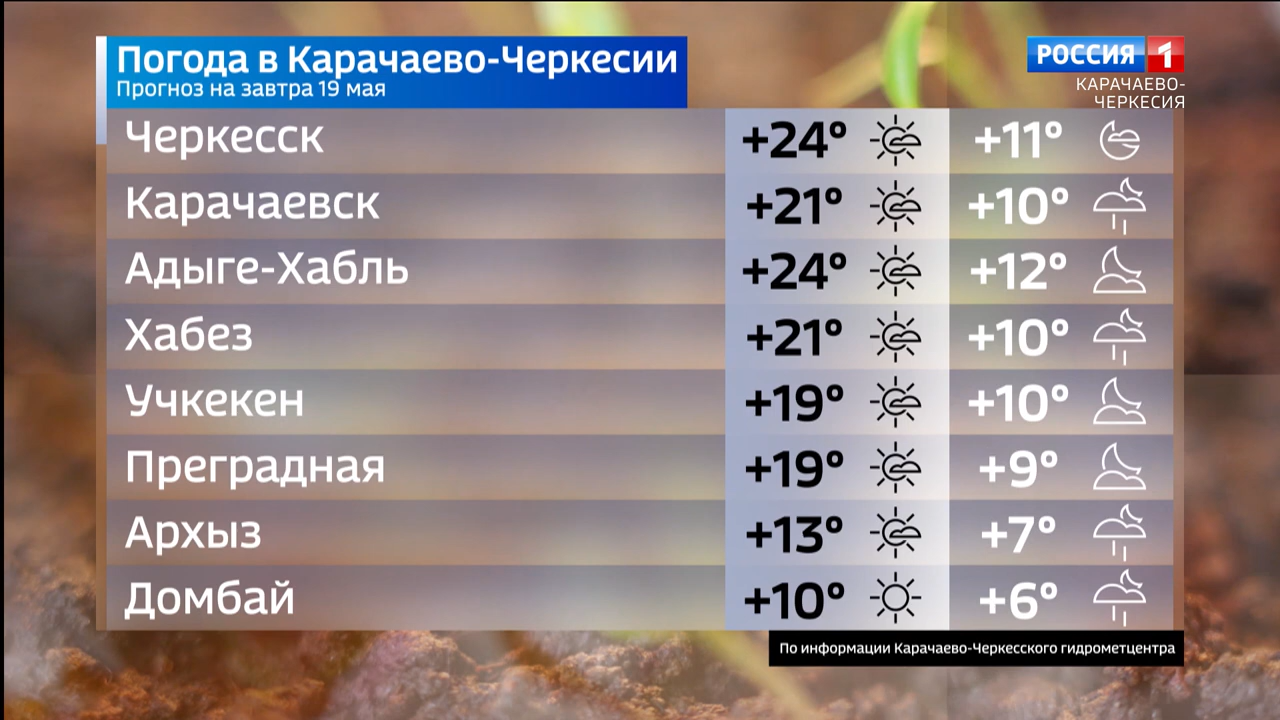 Погода в Карачаево-Черкесии
Прогноз на завтра 19 мая
РОССИЯ 1
КАРАЧАЕВО-
ЧЕРКЕСИЯ
Черкесск +24° +11°
Карачаевск +21° +10°
Адыге-Хабль +24° +12°
Хабез +21° +10°
Учкекен +19° +10°
Преградная +19° +9°
Архыз +13° +7°
Домбай +10° +6°
По информации Карачаево-Черкесского гидрометцентра